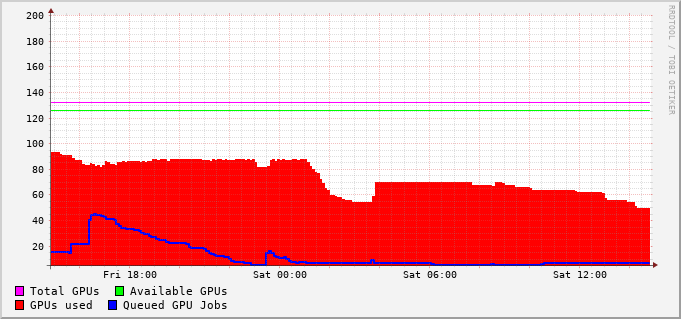 200
180
160
140
120
100
80
60
40
20
Fri 18:00 Sat 00:00 Sat 06:00 Sat 12:00
Total GPUs Available GPUs
GPUs used Queued GPU Jobs
RRDTOOL / TOBI OETIKER